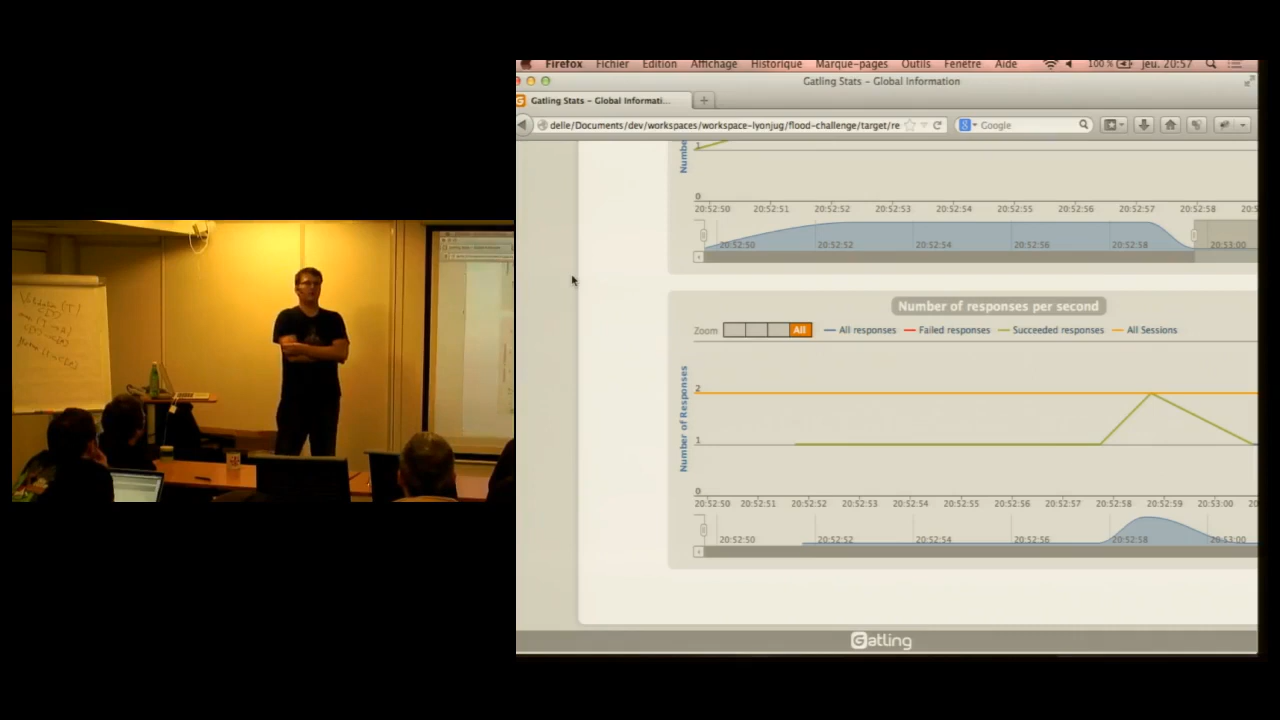 Firefox Fichier Edition Affichage Historique Marque-pages Outils Fenêtre Aide 100 % jeu. 20:57
Gatling Stats – Global Information
Gatling Stats – Global Informati... +
delle/Documents/dev/workspaces/workspace-lyonjug/flood-challenge/target/re Google
Numbe
1
0
20:52:50 20:52:51 20:52:52 20:52:53 20:52:54 20:52:55 20:52:56 20:52:57 20:52:58 20:5
20:52:50 20:52:52 20:52:54 20:52:56 20:52:58 20:53:00
Number of responses per second
Zoom All All responses Failed responses Succeeded responses All Sessions
Number of Responses
2
1
0
20:52:50 20:52:51 20:52:52 20:52:53 20:52:54 20:52:55 20:52:56 20:52:57 20:52:58 20:52:59 20:53:00 20
20:52:50 20:52:52 20:52:54 20:52:56 20:52:58 20:53:00
Gatling